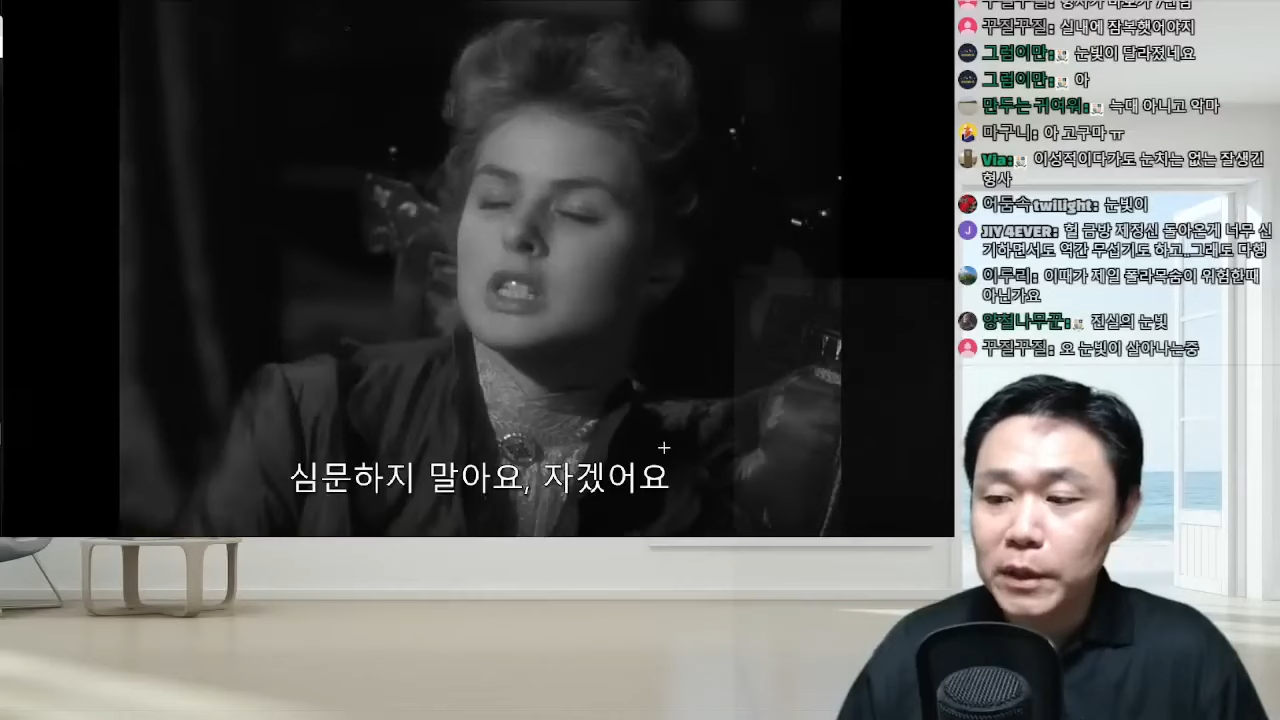 꾸질꾸질: 실내에 잠복했어야지
그럼이만: 눈빛이 달라졌네요
그럼이만: 아
만두는 귀여워: 늑대 아니고 악마
마구니: 아 고구마 ㅠ
Via: 이성적이다가도 눈치는 없는 잘생긴
형사
어둠속twilight: 눈빛이
JIY 4EVER: 헐 금방 제정신 돌아온게 너무 신
기하면서도 약간 무섭기도 하고..그래도 다행
이투리: 이때가 제일 폴라목숨이 위험한때
아닌가요
양철나무꾼: 진실의 눈빛
꾸질꾸질: 오 눈빛이 살아나는중
심문하지 말아요, 자겠어요